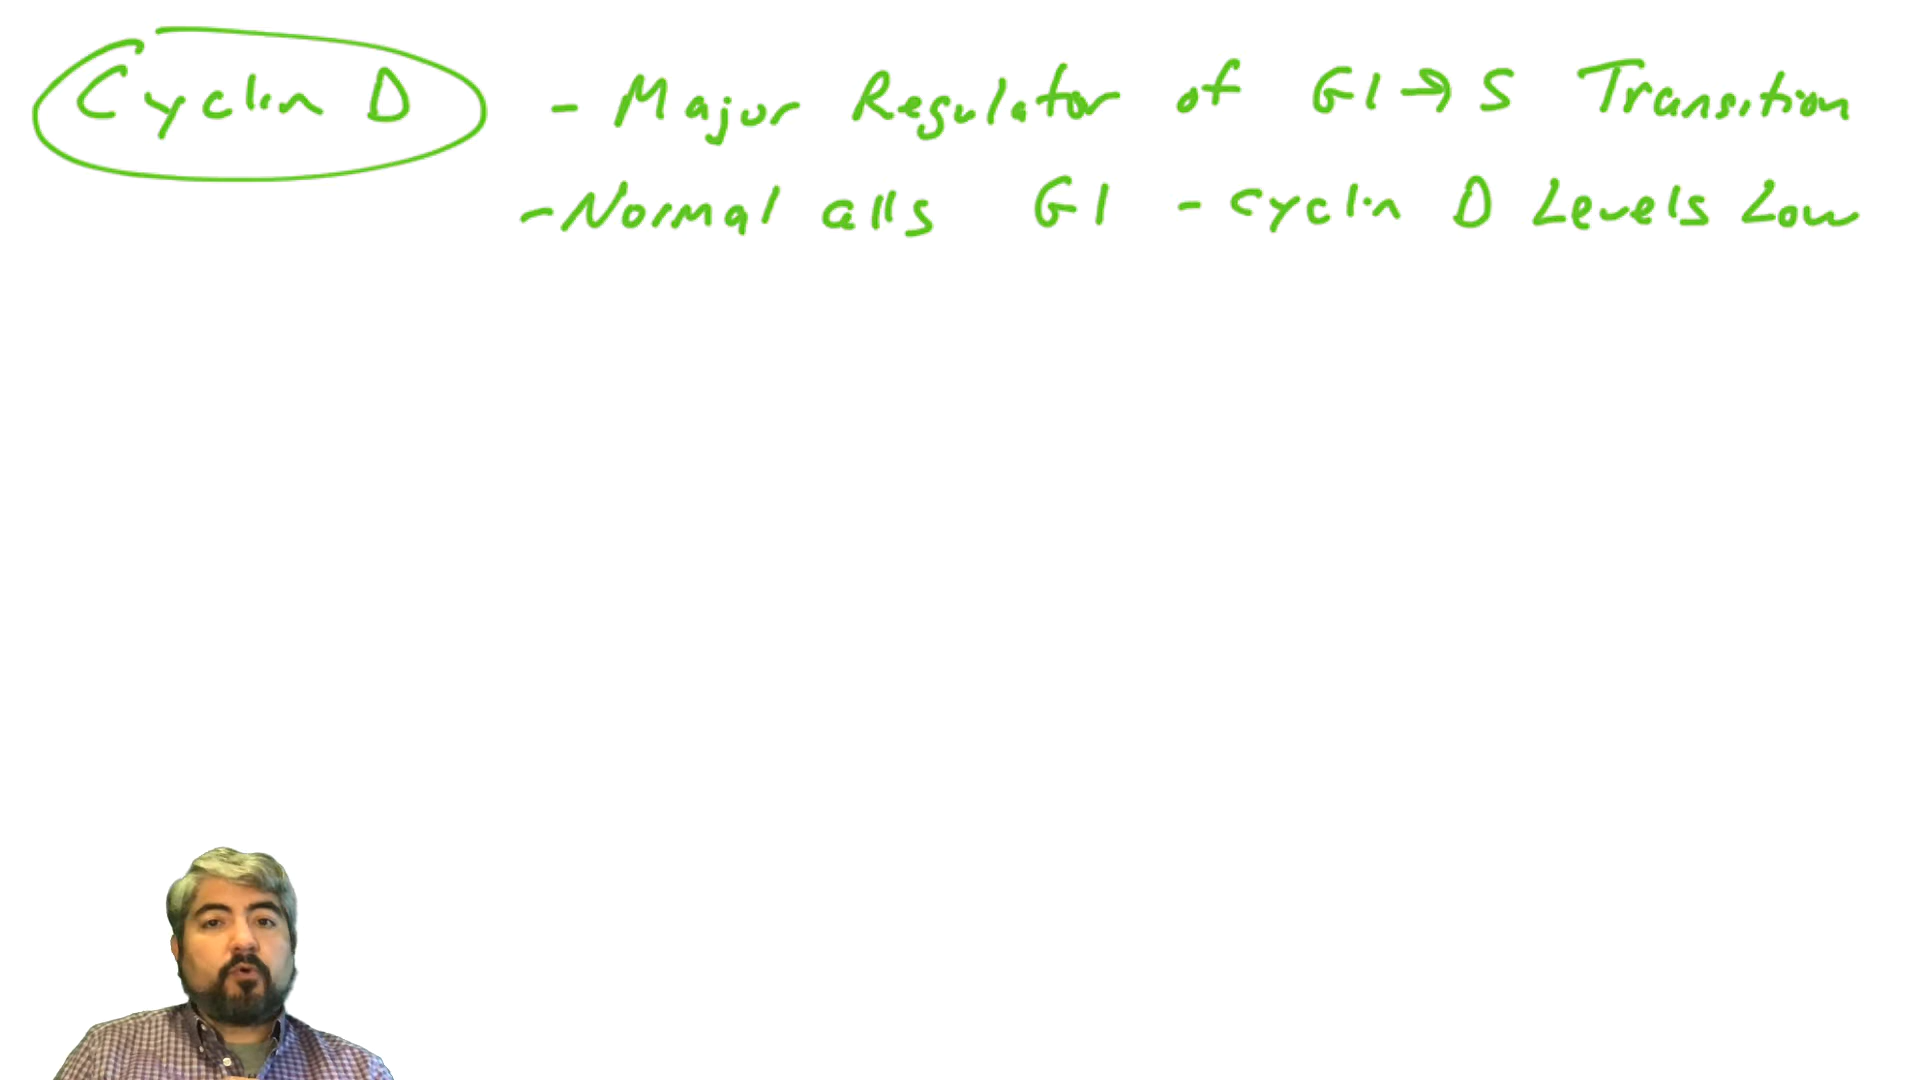 Cyclin D - Major Regulator of G1 → S Transition
- Normal cells G1 - Cyclin D Levels Low